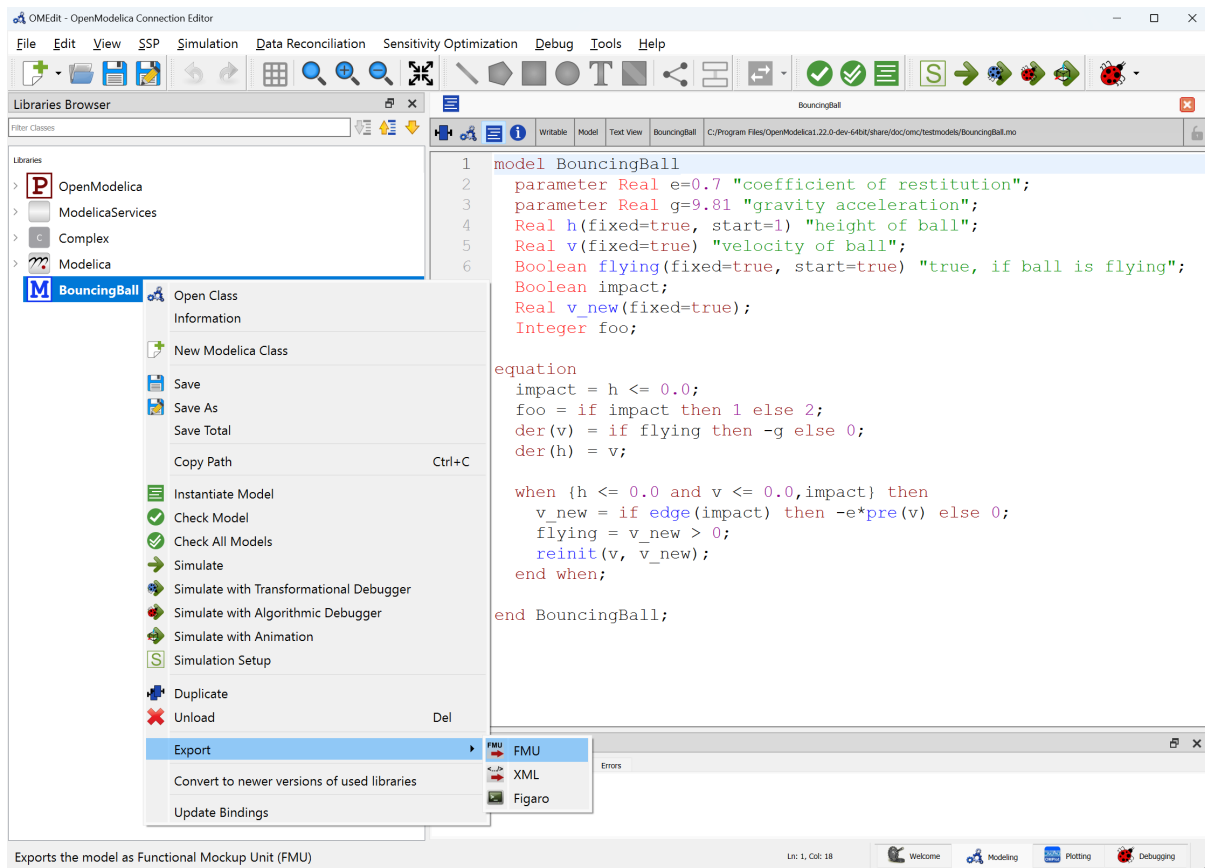 OMEdit - OpenModelica Connection Editor
File Edit View SSP Simulation Data Reconciliation Sensitivity Optimization Debug Tools Help
T S
Libraries Browser
Filter Classes
Libraries
P OpenModelica
ModelicaServices
C Complex
Modelica
M BouncingBall
BouncingBall
Writable Model Text View BouncingBall C:/Program Files/OpenModelica1.22.0-dev-64bit/share/doc/omc/testmodels/BouncingBall.mo
1 model BouncingBall
2 parameter Real e=0.7 "coefficient of restitution";
3 parameter Real g=9.81 "gravity acceleration";
4 Real h(fixed=true, start=1) "height of ball";
5 Real v(fixed=true) "velocity of ball";
6 Boolean flying(fixed=true, start=true) "true, if ball is flying";
Boolean impact;
Real v_new(fixed=true);
Integer foo;
equation
impact = h <= 0.0;
foo = if impact then 1 else 2;
der(v) = if flying then -g else 0;
der(h) = v;
when {h <= 0.0 and v <= 0.0,impact} then
v_new = if edge(impact) then -e*pre(v) else 0;
flying = v_new > 0;
reinit(v, v_new);
end when;
end BouncingBall;
Open Class
Information
New Modelica Class
Save
Save As
Save Total
Copy Path Ctrl+C
Instantiate Model
Check Model
Check All Models
Simulate
Simulate with Transformational Debugger
Simulate with Algorithmic Debugger
Simulate with Animation
S Simulation Setup
Duplicate
Unload Del
Export
Convert to newer versions of used libraries
Update Bindings
FMU FMU
XML
Figaro
Errors
Exports the model as Functional Mockup Unit (FMU)
Ln: 1, Col: 18
Welcome Modeling Plotting Debugging